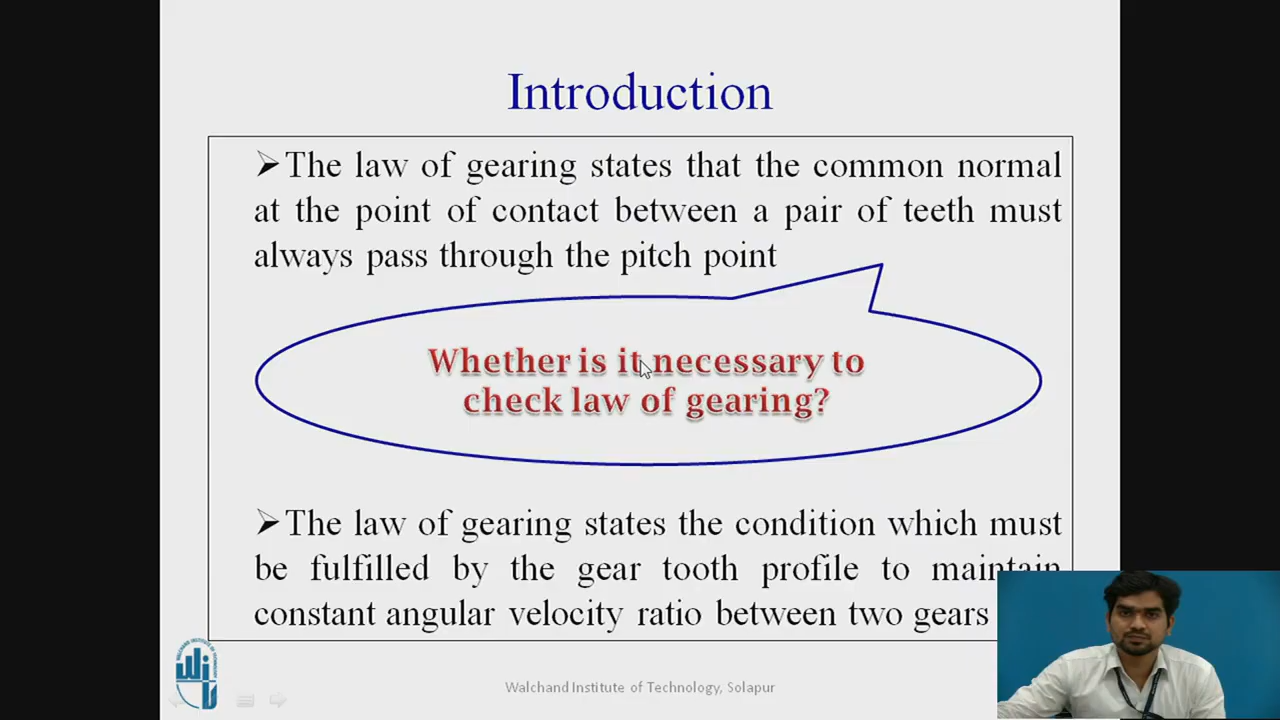 Introduction
➢The law of gearing states that the common normal
at the point of contact between a pair of teeth must
always pass through the pitch point
Whether is it necessary to
check law of gearing?
➢The law of gearing states the condition which must
be fulfilled by the gear tooth profile to maintain
constant angular velocity ratio between two gears
Walchand Institute of Technology, Solapur